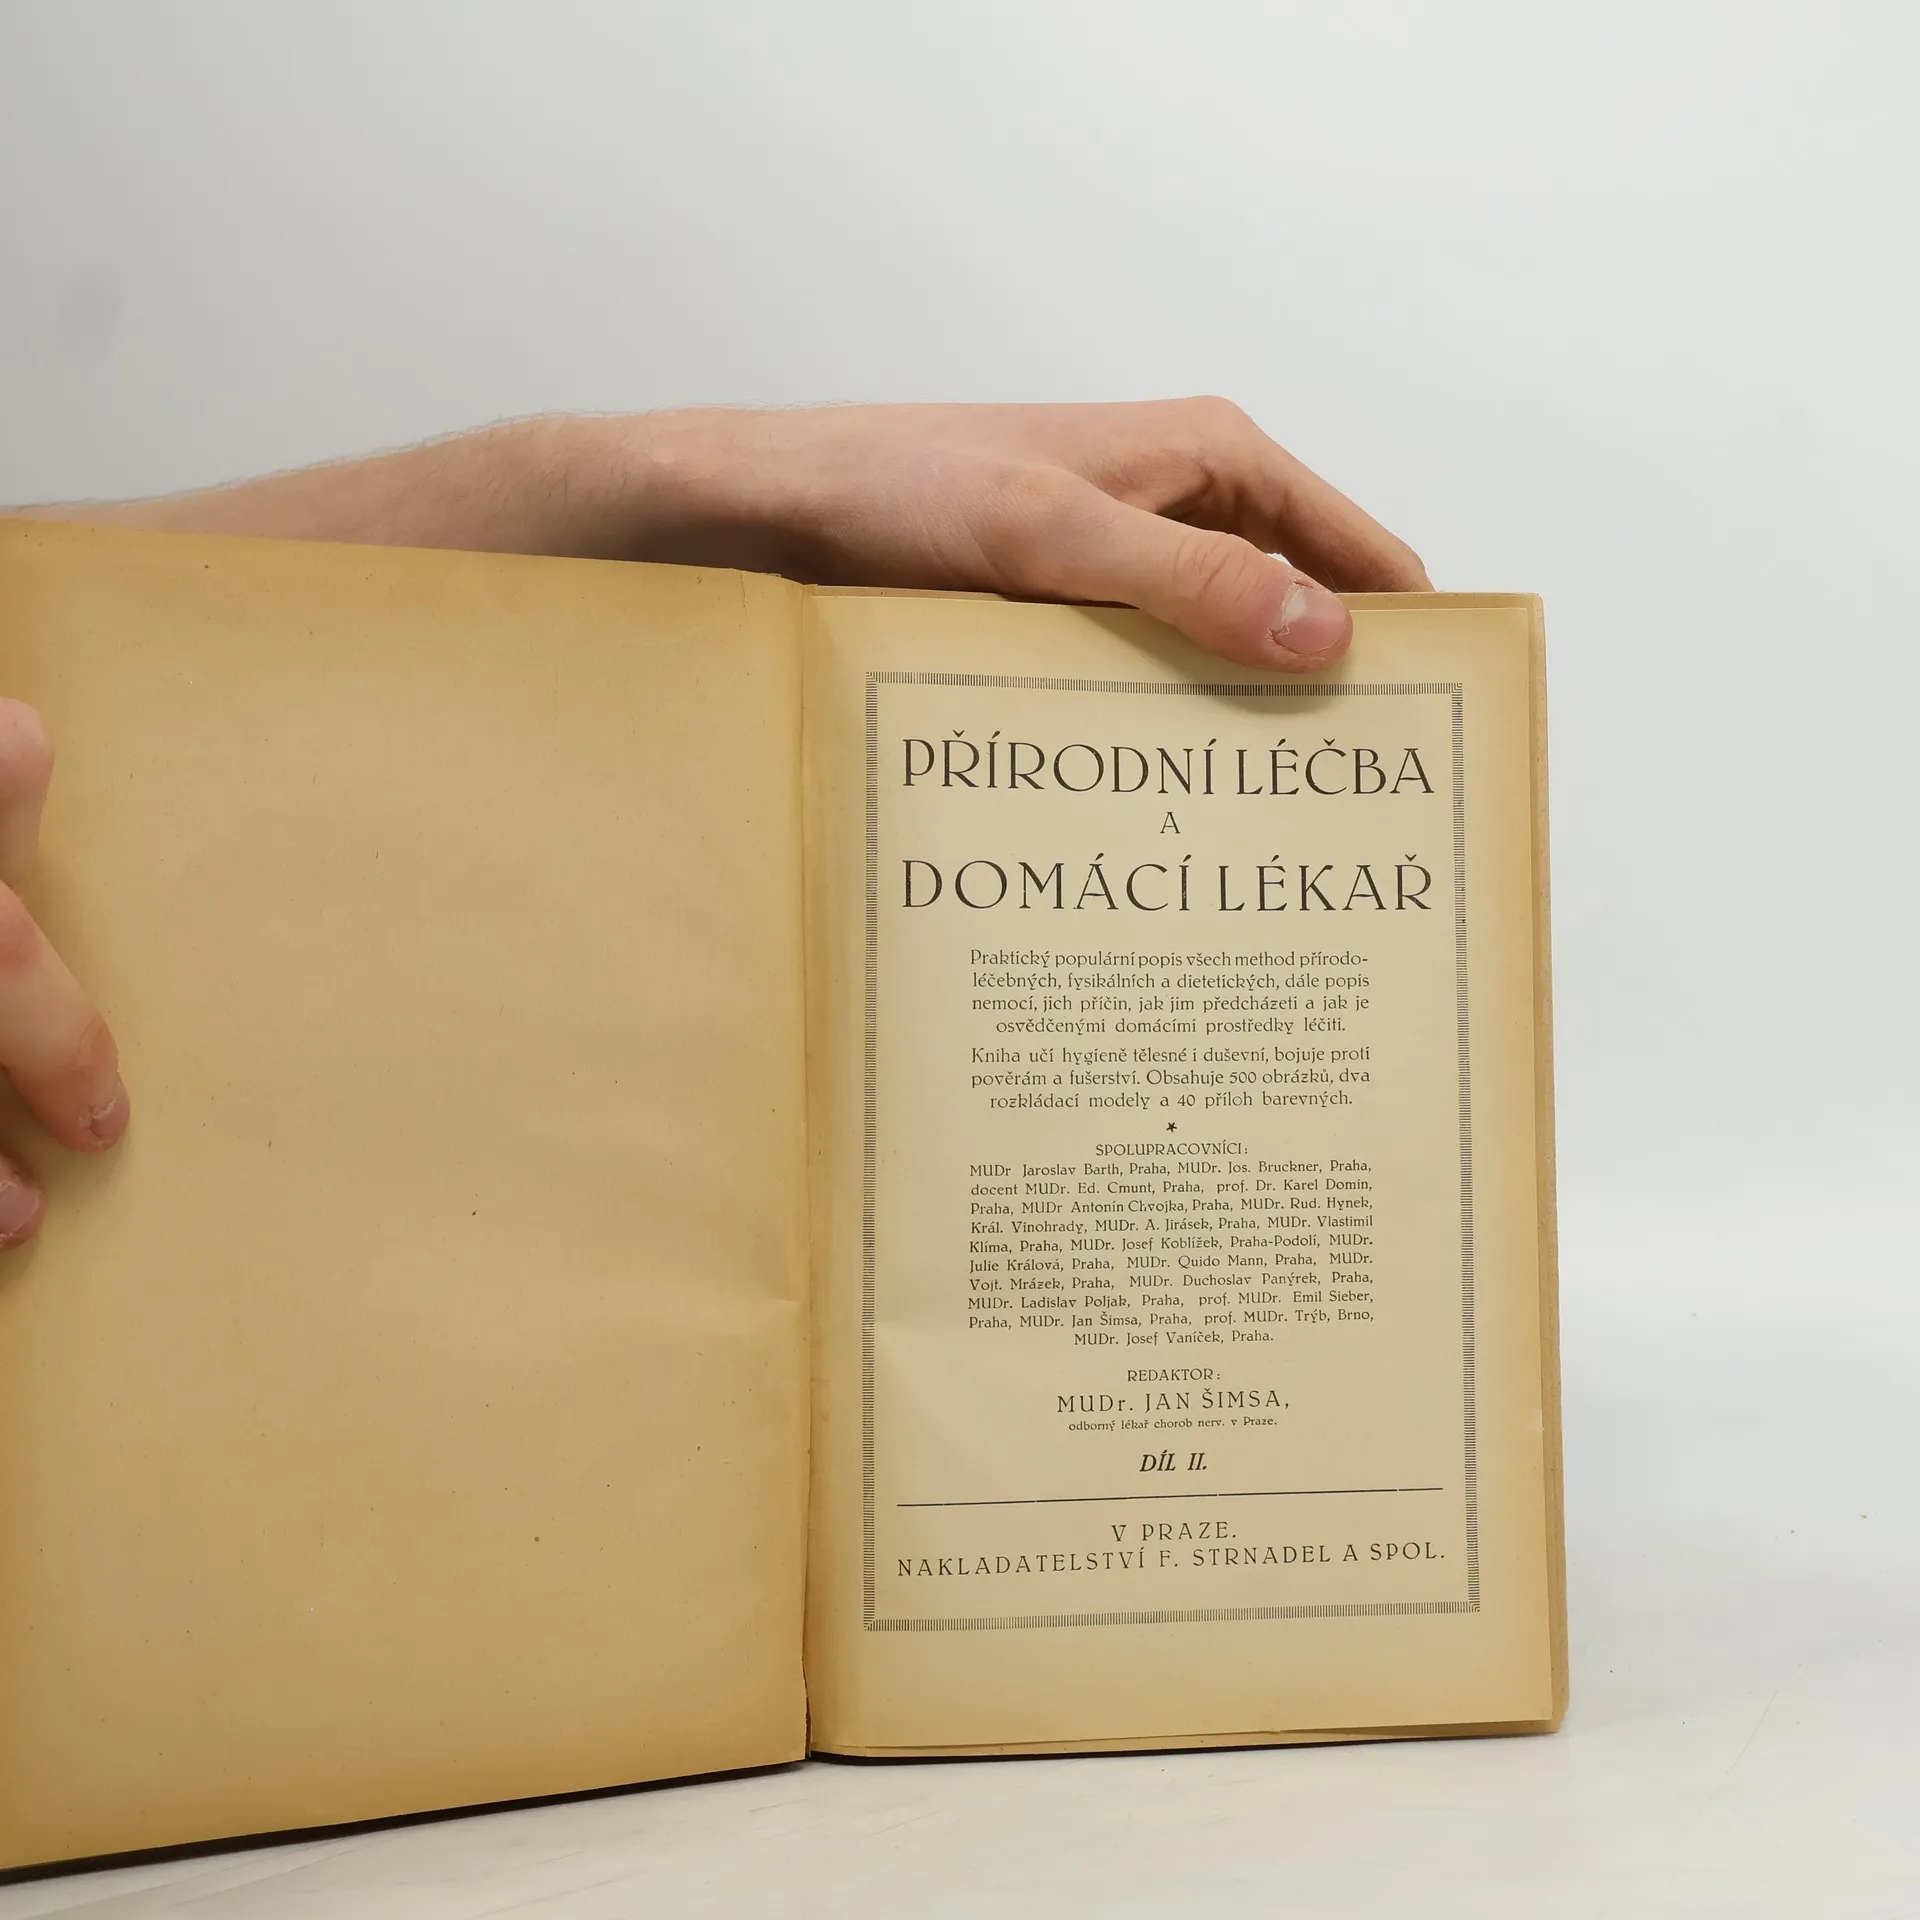 PŘÍRODNÍ LÉČBA
A
DOMÁCÍ LÉKAŘ
Praktický populární popis všech method přírodo-
léčebných, fysikálních a dietetických, dále popis
nemocí, jich příčin, jak jim předcházeti a jak je
osvědčenými domácími prostředky léčiti.
Kniha učí hygieně tělesné i duševní, bojuje proti
pověrám a fušerství. Obsahuje 500 obrázků, dva
rozkládací modely a 40 příloh barevných.
SPOLUPRACOVNÍCI:
MUDr Jaroslav Barth, Praha, MUDr. Jos. Bruckner, Praha,
docent MUDr. Ed. Cmunt, Praha, prof. Dr. Karel Domin,
Praha, MUDr Antonín Chvojka, Praha, MUDr. Rud. Hynek,
Král. Vinohrady, MUDr. A. Jirásek, Praha, MUDr. Vlastimil
Klíma, Praha, MUDr. Josef Koblížek, Praha-Podolí, MUDr.
Julie Králová, Praha, MUDr. Quido Mann, Praha, MUDr.
Vojt. Mrázek, Praha, MUDr. Duchoslav Panýrek, Praha,
MUDr. Ladislav Poljak, Praha, prof. MUDr. Emil Sieber,
Praha, MUDr. Jan Šimsa, Praha, prof. MUDr. Trýb, Brno,
MUDr. Josef Vaníček, Praha.
REDAKTOR:
MUDr. JAN ŠIMSA,
odborný lékař chorob nerv. v Praze.
DÍL II.
V PRAZE.
NAKLADATELSTVÍ F. STRNADEL A SPOL.